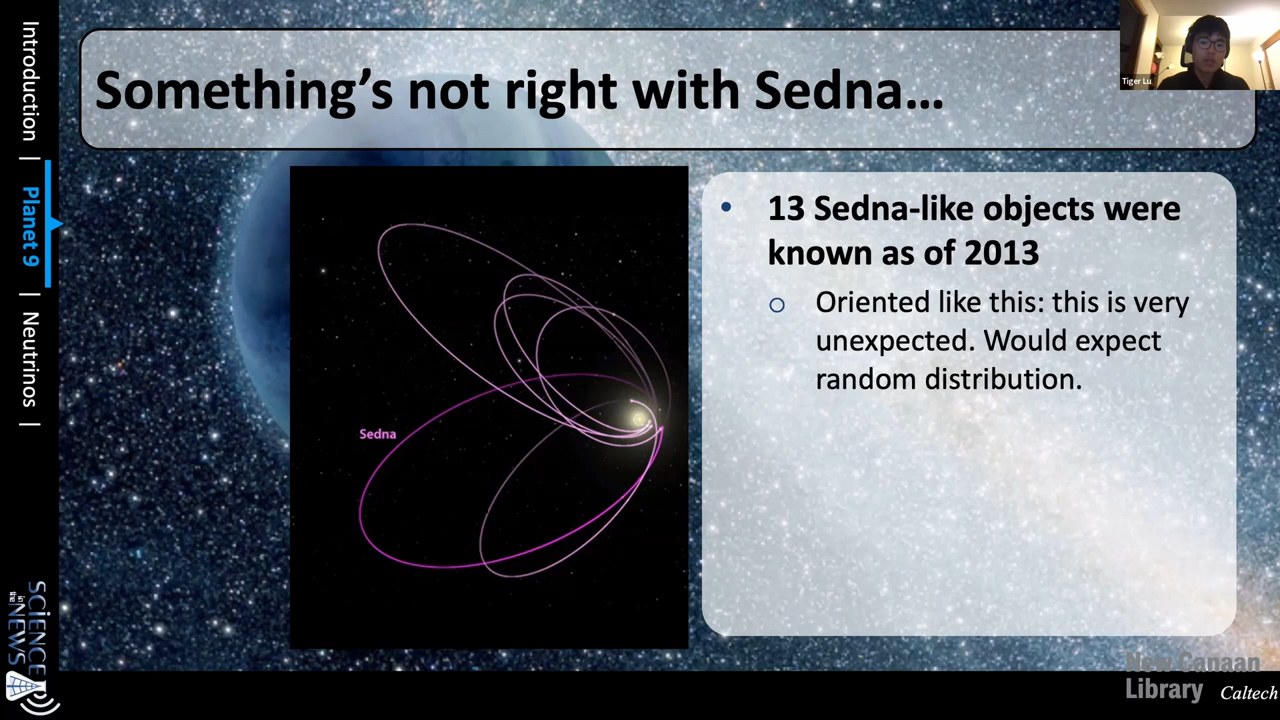 Something's not right with Sedna...
Tiger Lu
Introduction |
Planet 9
| Neutrinos |
Sedna
• 13 Sedna-like objects were
known as of 2013
○ Oriented like this: this is very
unexpected. Would expect
random distribution.
SCIENCE
in the
NEWS
New Canaan
Library
Caltech